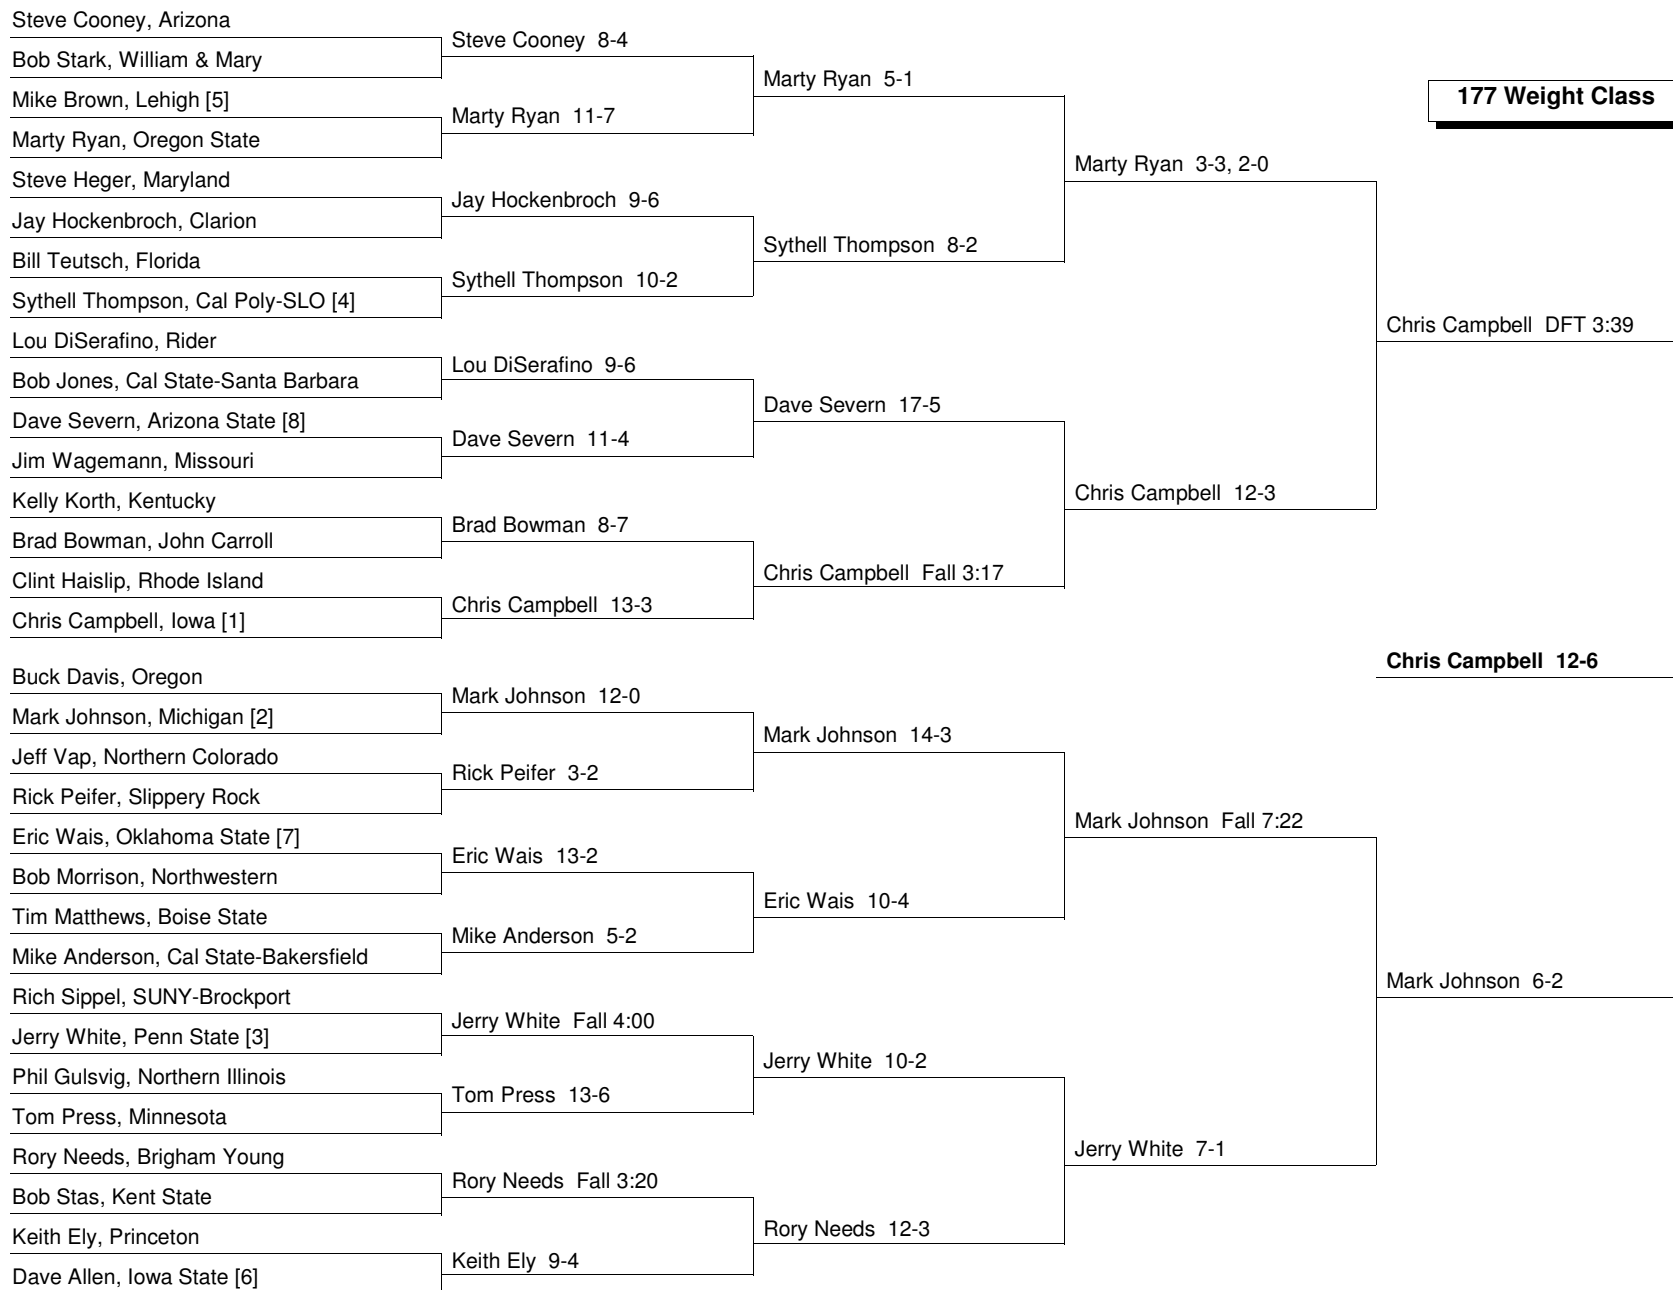 Steve Cooney, Arizona
Bob Stark, William & Mary
Mike Brown, Lehigh [5]
Marty Ryan, Oregon State
Steve Heger, Maryland
Jay Hockenbroch, Clarion
Bill Teutsch, Florida
Sythell Thompson, Cal Poly-SLO [4]
Lou DiSerafino, Rider
Bob Jones, Cal State-Santa Barbara
Dave Severn, Arizona State [8]
Jim Wagemann, Missouri
Kelly Korth, Kentucky
Brad Bowman, John Carroll
Clint Haislip, Rhode Island
Chris Campbell, Iowa [1]
Buck Davis, Oregon
Mark Johnson, Michigan [2]
Jeff Vap, Northern Colorado
Rick Peifer, Slippery Rock
Eric Wais, Oklahoma State [7]
Bob Morrison, Northwestern
Tim Matthews, Boise State
Mike Anderson, Cal State-Bakersfield
Rich Sippel, SUNY-Brockport
Jerry White, Penn State [3]
Phil Gulsvig, Northern Illinois
Tom Press, Minnesota
Rory Needs, Brigham Young
Bob Stas, Kent State
Keith Ely, Princeton
Dave Allen, Iowa State [6]
Steve Cooney 8-4
Marty Ryan 11-7
Jay Hockenbroch 9-6
Sythell Thompson 10-2
Lou DiSerafino 9-6
Dave Severn 11-4
Brad Bowman 8-7
Chris Campbell 13-3
Mark Johnson 12-0
Rick Peifer 3-2
Eric Wais 13-2
Mike Anderson 5-2
Jerry White Fall 4:00
Tom Press 13-6
Rory Needs Fall 3:20
Keith Ely 9-4
Marty Ryan 5-1
Sythell Thompson 8-2
Dave Severn 17-5
Chris Campbell Fall 3:17
Mark Johnson 14-3
Eric Wais 10-4
Jerry White 10-2
Rory Needs 12-3
Marty Ryan 3-3, 2-0
Chris Campbell 12-3
Mark Johnson Fall 7:22
Jerry White 7-1
177 Weight Class
Chris Campbell DFT 3:39
Chris Campbell 12-6
Mark Johnson 6-2